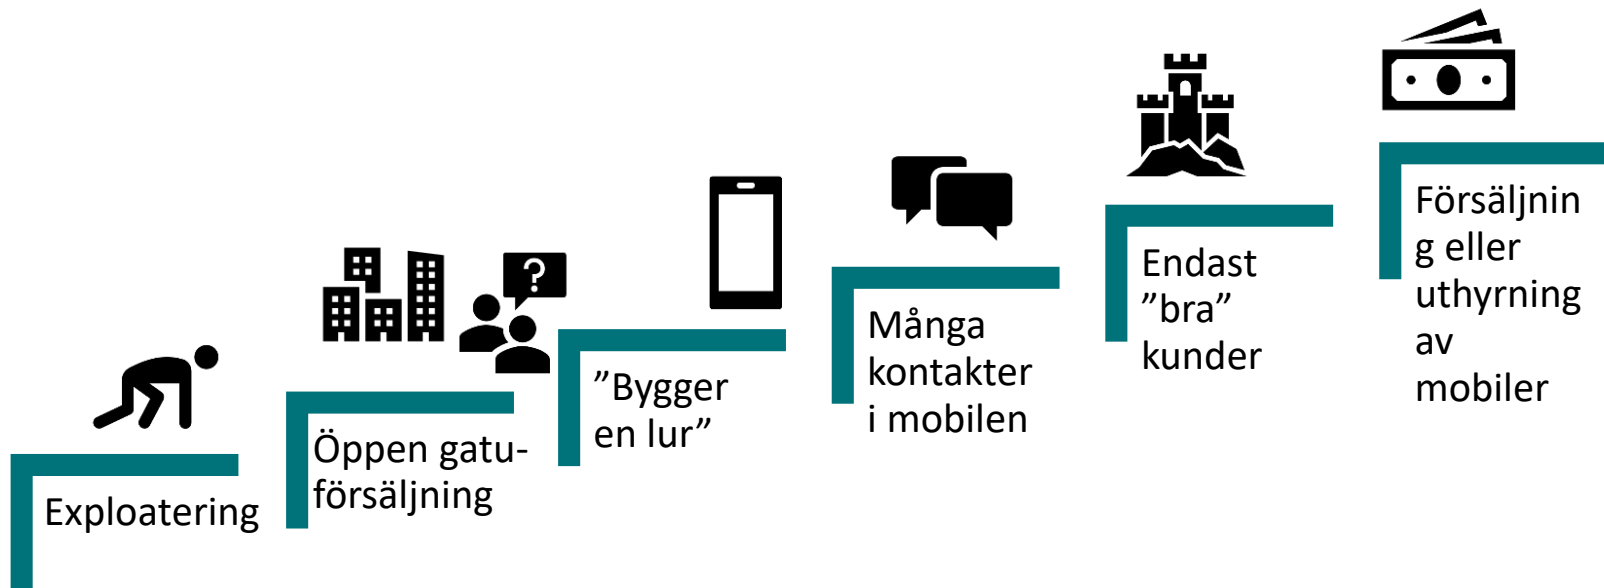 Exploatering
Öppen gatu-
försäljning
?
”Bygger
en lur”
Många
kontakter
i mobilen
Endast
”bra”
kunder
Försäljnin
g eller
uthyrning
av
mobiler